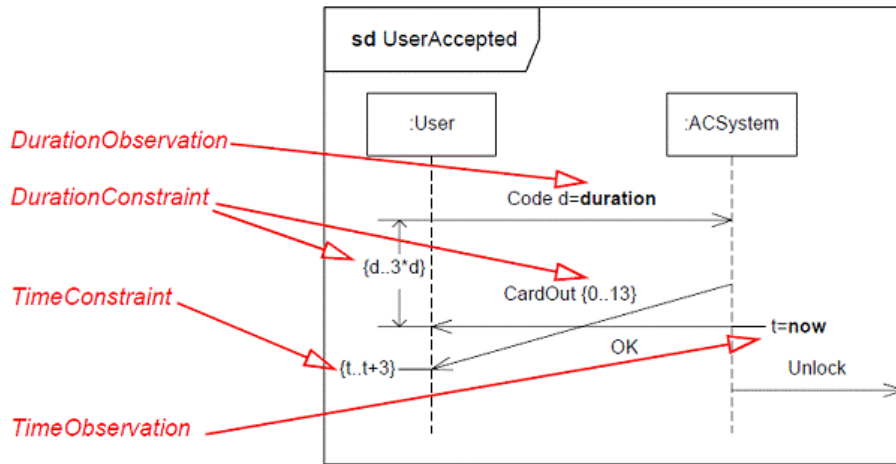 sd UserAccepted
:User
:ACSystem
DurationObservation
DurationConstraint
Code d=duration
{d..3*d}
TimeConstraint
CardOut {0..13}
t=now
OK
{t..t+3}
Unlock
TimeObservation